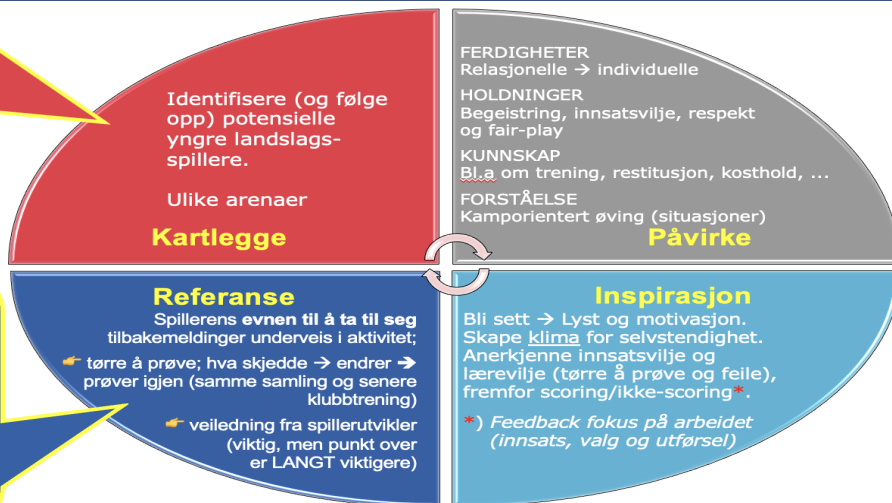 Identifisere (og følge
opp) potensielle
yngre landslags-
spillere.
Ulike arenaer
Kartlegge
FERDIGHETER
Relasjonelle → individuelle
HOLDNINGER
Begeistring, innsatsvilje, respekt
og fair-play
KUNNSKAP
Bl.a om trening, restitusjon, kosthold, ...
FORSTÅELSE
Kamporientert øving (situasjoner)
Påvirke
Referanse
Spillerens evnen til å ta til seg
tilbakemeldinger underveis i aktivitet;
👉 tørre å prøve; hva skjedde → endrer →
prøver igjen (samme samling og senere
klubbtrening)
👉 veiledning fra spillerutvikler
(viktig, men punkt over
er LANGT viktigere)
Inspirasjon
Bli sett → Lyst og motivasjon.
Skape klima for selvstendighet.
Anerkjenne innsatsvilje og
lærevilje (tørre å prøve og feile),
fremfor scoring/ikke-scoring*.
*) Feedback fokus på arbeidet
(innsats, valg og utførsel)